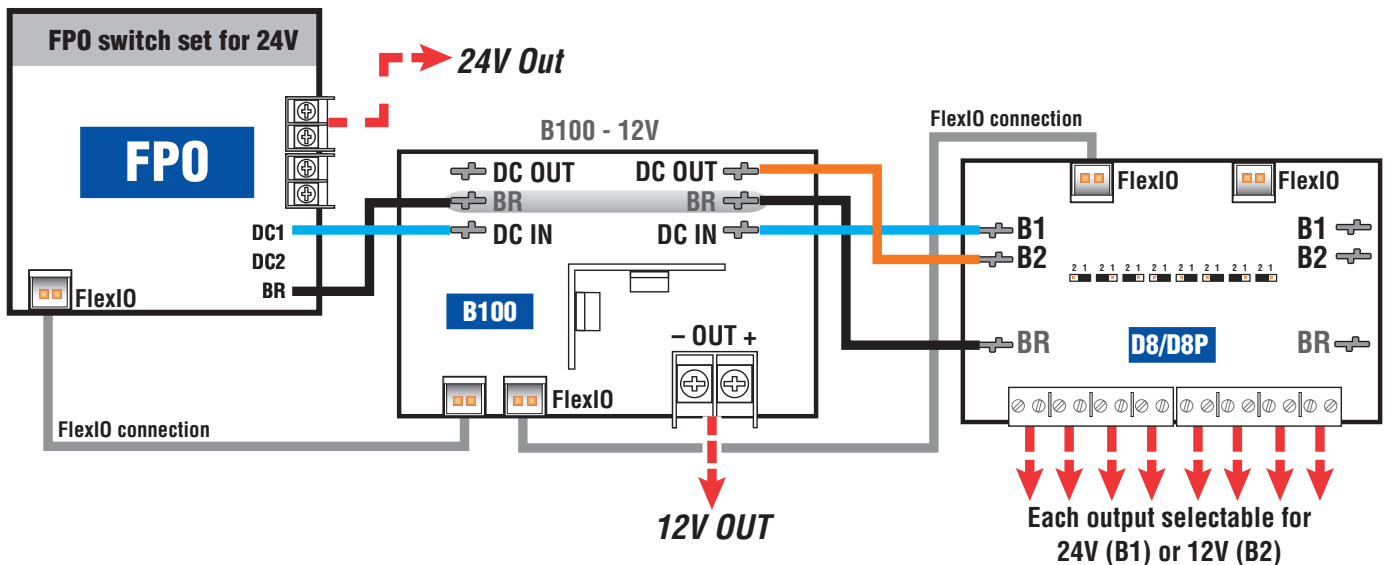 FPO switch set for 24V
FPO
24V Out
DC1
DC2
BR
FlexIO
FlexIO connection
B100 - 12V
DC OUT
BR
DC IN
DC OUT
BR
DC IN
B100
– OUT +
FlexIO
12V OUT
FlexIO connection
FlexIO
FlexIO
B1
B2
B1
B2
2 1 2 1 2 1 2 1 2 1 2 1 2 1 2 1
BR
D8/D8P
BR
Each output selectable for
24V (B1) or 12V (B2)